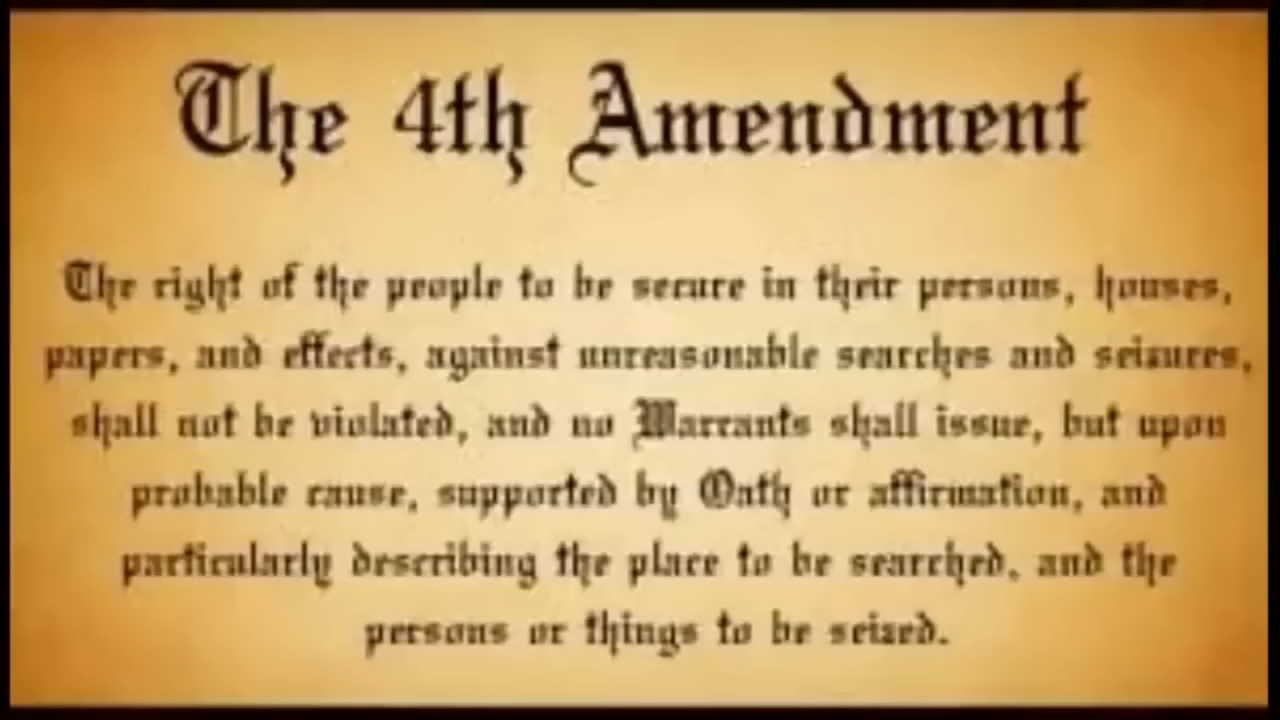 The 4th Amendment
The right of the people to be secure in their persons, houses,
papers, and effects, against unreasonable searches and seizures,
shall not be violated, and no Warrants shall issue, but upon
probable cause, supported by Oath or affirmation, and
particularly describing the place to be searched, and the
persons or things to be seized.